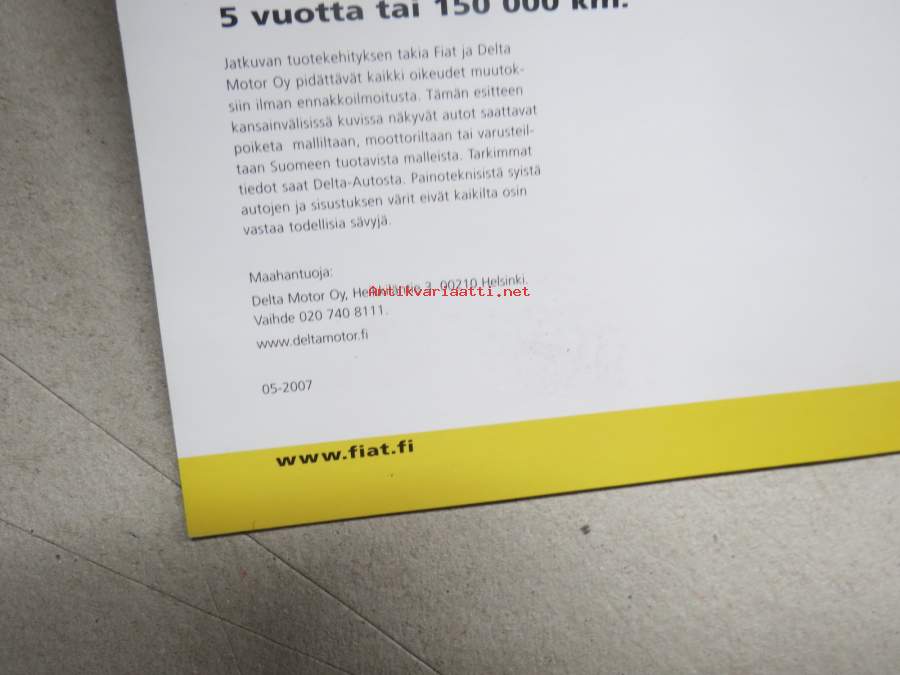 5 vuotta tai 150 000 km.
Jatkuvan tuotekehityksen takia Fiat ja Delta
Motor Oy pidättävät kaikki oikeudet muutok-
siin ilman ennakkoilmoitusta. Tämän esitteen
kansainvälisissä kuvissa näkyvät autot saattavat
poiketa malliltaan, moottoriltaan tai varusteil-
taan Suomeen tuotavista malleista. Tarkimmat
tiedot saat Delta-Autosta. Painoteknisistä syistä
autojen ja sisustuksen värit eivät kaikilta osin
vastaa todellisia sävyjä.
Maahantuoja:
Delta Motor Oy, 3, 00210 Helsinki.
Antikvariaatti.net
Vaihde 020 740 8111.
www.deltamotor.fi
05-2007
www.fiat.fi